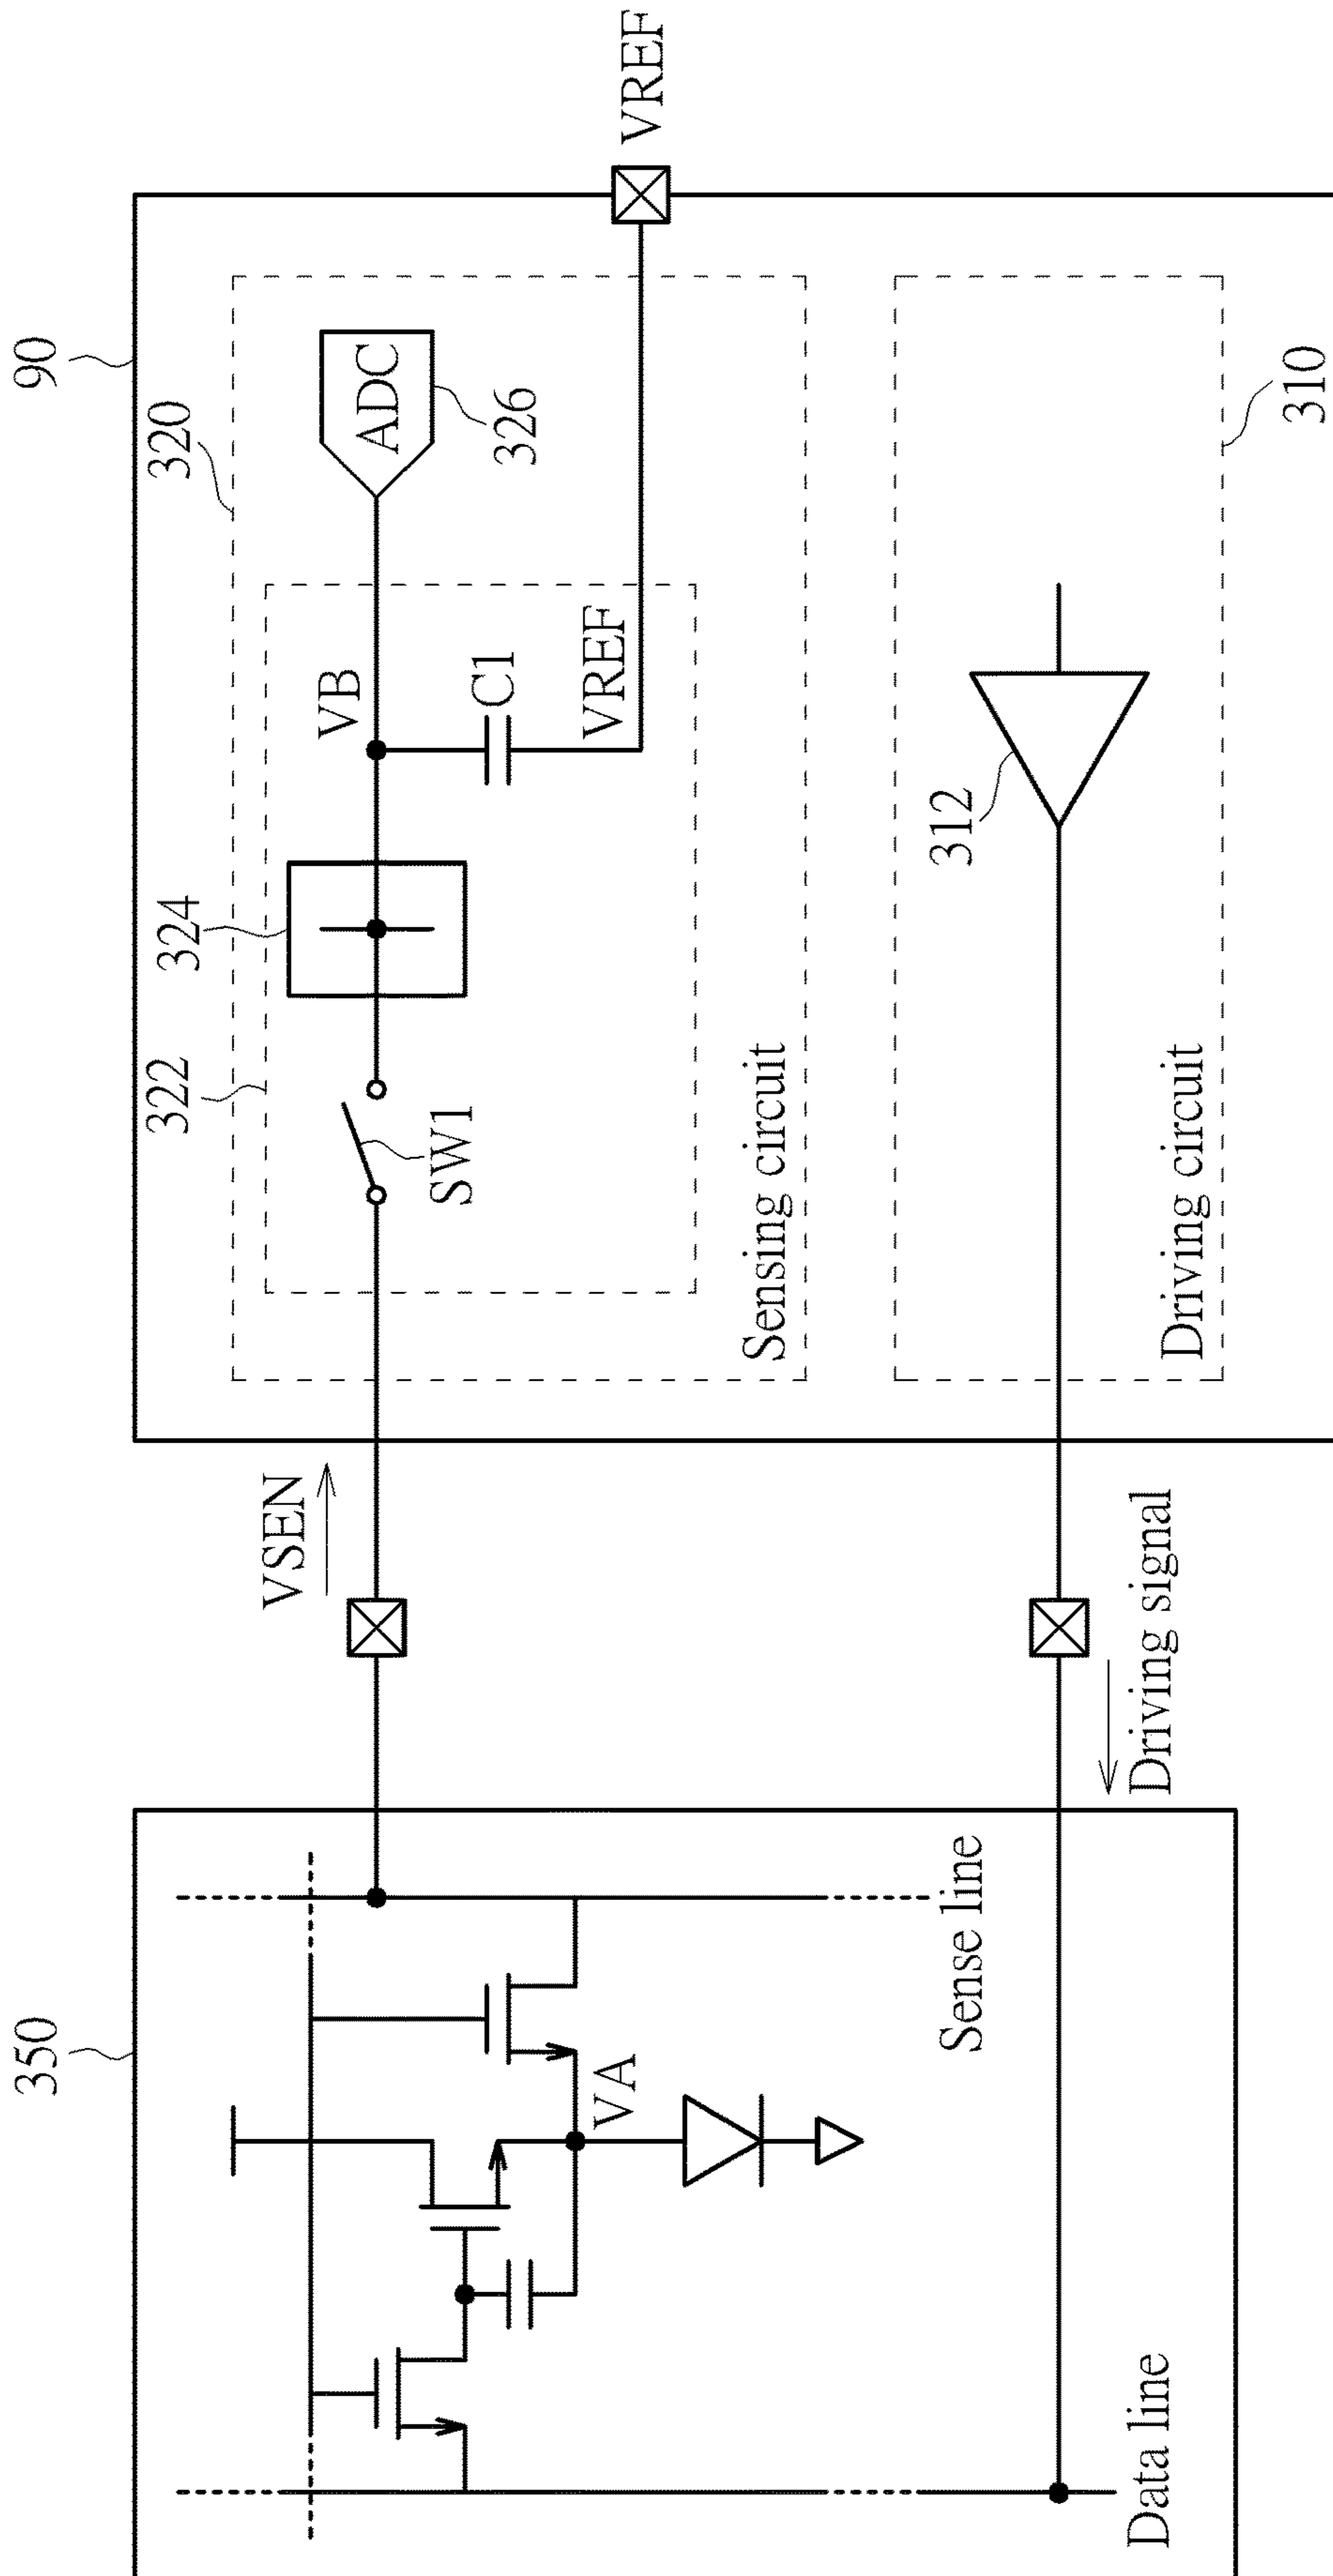 350
90
320
322
324
VSEN
VB
ADC
SW1
C1
326
VREF
VREF
VA
Sense line
Sensing circuit
312
Data line
Driving signal
Driving circuit
310